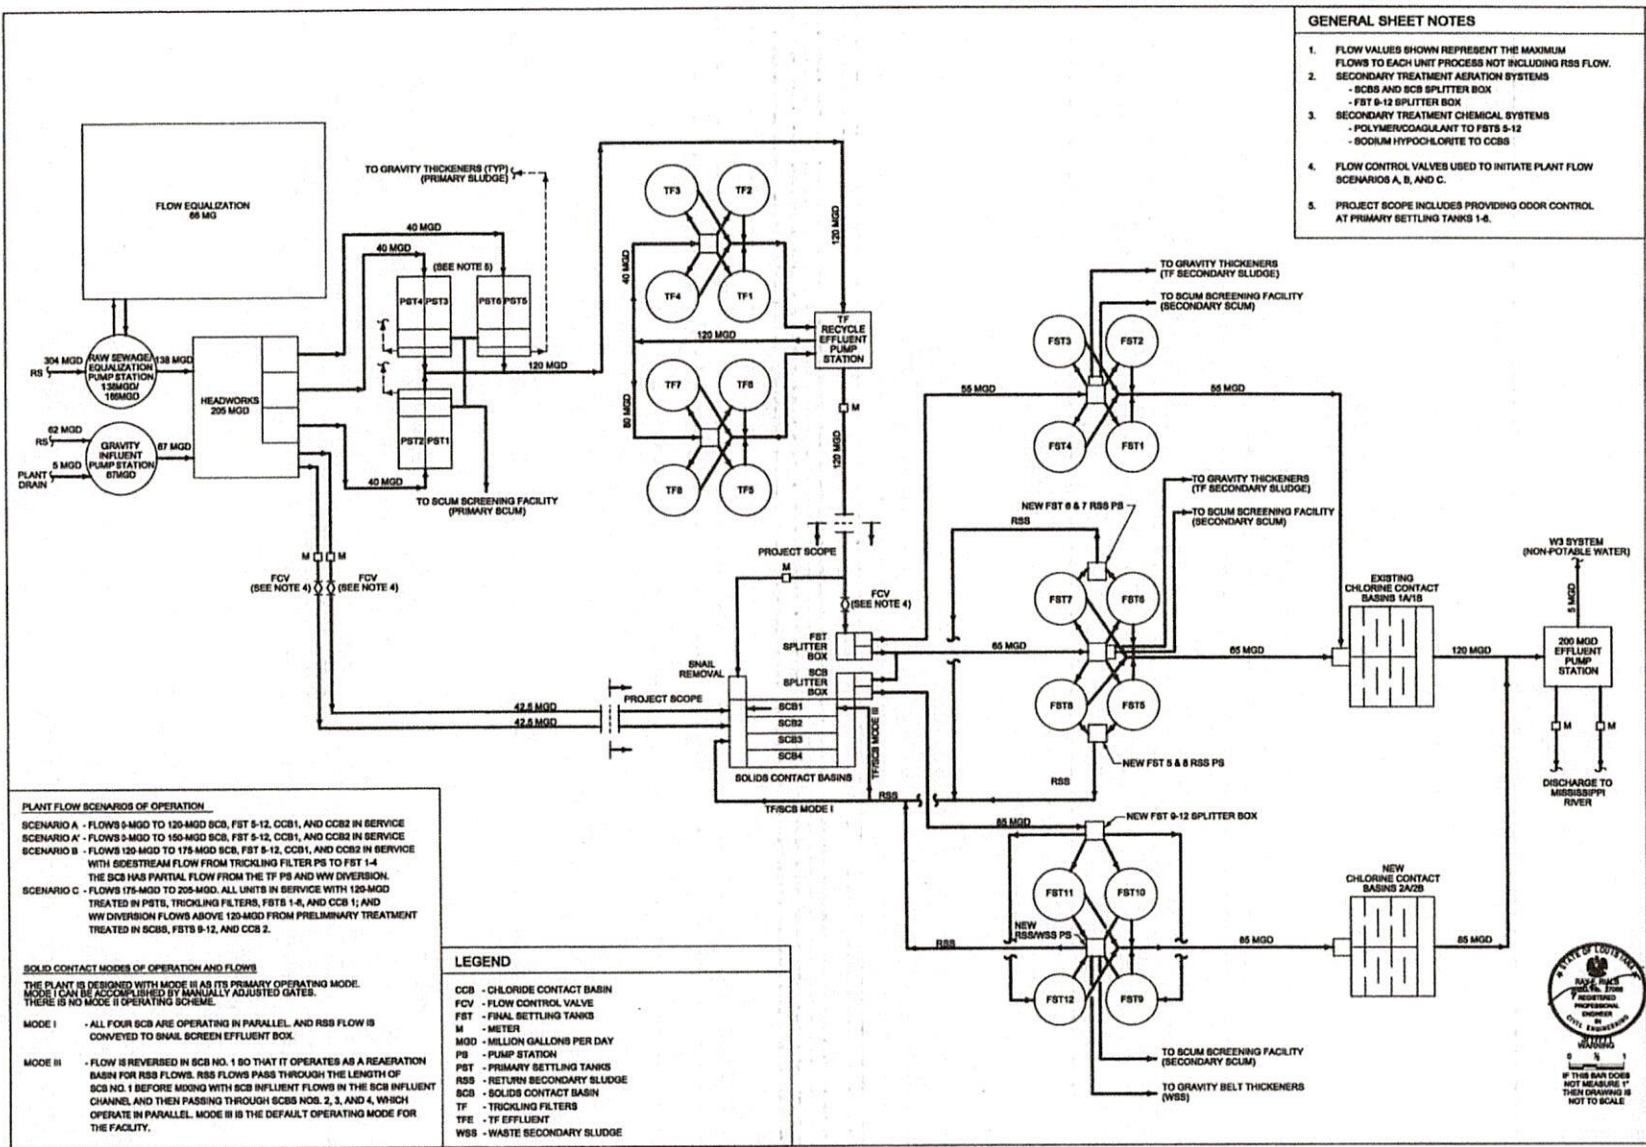 GENERAL SHEET NOTES
1. FLOW VALUES SHOWN REPRESENT THE MAXIMUM
FLOWS TO EACH UNIT PROCESS NOT INCLUDING RSS FLOW.
2. SECONDARY TREATMENT AERATION SYSTEMS
- SCBS AND SCB SPLITTER BOX
- FST 9-12 SPLITTER BOX
3. SECONDARY TREATMENT CHEMICAL SYSTEMS
- POLYMER/COAGULANT TO FSTS 5-12
- SODIUM HYPOCHLORITE TO CCBS
4. FLOW CONTROL VALVES USED TO INITIATE PLANT FLOW
SCENARIOS A, B, AND C.
5. PROJECT SCOPE INCLUDES PROVIDING ODOR CONTROL
AT PRIMARY SETTLING TANKS 1-6.
FLOW EQUALIZATION
66 MG
304 MGD
RS
RAW SEWAGE/
EQUALIZATION
PUMP STATION
138MGD/
166MGD
138 MGD
62 MGD
RS
5 MGD
PLANT
DRAIN
GRAVITY
INFLUENT
PUMP STATION
67MGD
67 MGD
HEADWORKS
205 MGD
TO GRAVITY THICKENERS (TYP)
(PRIMARY SLUDGE)
40 MGD
40 MGD
(SEE NOTE 5)
PST4
PST3
PST6
PST5
PST2
PST1
40 MGD
120 MGD
TO SCUM SCREENING FACILITY
(PRIMARY SCUM)
TF3
TF2
TF4
TF1
40 MGD
120 MGD
80 MGD
TF7
TF6
TF8
TF5
120 MGD
TF
RECYCLE
EFFLUENT
PUMP
STATION
M
120 MGD
M
M
FCV
(SEE NOTE 4)
FCV
(SEE NOTE 4)
PROJECT SCOPE
M
FCV
(SEE NOTE 4)
FST
SPLITTER
BOX
SNAIL
REMOVAL
SCB
SPLITTER
BOX
PROJECT SCOPE
42.5 MGD
42.5 MGD
SCB1
SCB2
SCB3
SCB4
SOLIDS CONTACT BASINS
TF/SCB MODE III
TF/SCB MODE I
RSS
TO GRAVITY THICKENERS
(TF SECONDARY SLUDGE)
TO SCUM SCREENING FACILITY
(SECONDARY SCUM)
FST3
FST2
55 MGD
55 MGD
FST4
FST1
TO GRAVITY THICKENERS
(TF SECONDARY SLUDGE)
NEW FST 6 & 7 RSS PS
RSS
TO SCUM SCREENING FACILITY
(SECONDARY SCUM)
FST7
FST6
65 MGD
65 MGD
FST8
FST5
NEW FST 5 & 8 RSS PS
RSS
EXISTING
CHLORINE CONTACT
BASINS 1A/1B
120 MGD
W3 SYSTEM
(NON-POTABLE WATER)
5 MGD
200 MGD
EFFLUENT
PUMP
STATION
M
M
DISCHARGE TO
MISSISSIPPI
RIVER
85 MGD
NEW FST 9-12 SPLITTER BOX
FST11
FST10
NEW
RSS/WSS PS
RSS
85 MGD
FST12
FST9
NEW
CHLORINE CONTACT
BASINS 2A/2B
85 MGD
TO SCUM SCREENING FACILITY
(SECONDARY SCUM)
TO GRAVITY BELT THICKENERS
(WSS)
PLANT FLOW SCENARIOS OF OPERATION
SCENARIO A - FLOWS 0-MGD TO 120-MGD SCB, FST 5-12, CCB1, AND CCB2 IN SERVICE
SCENARIO A' - FLOWS 0-MGD TO 150-MGD SCB, FST 5-12, CCB1, AND CCB2 IN SERVICE
SCENARIO B - FLOWS 120-MGD TO 175-MGD SCB, FST 5-12, CCB1, AND CCB2 IN SERVICE
WITH SIDESTREAM FLOW FROM TRICKLING FILTER PS TO FST 1-4
THE SCB HAS PARTIAL FLOW FROM THE TF PS AND WW DIVERSION.
SCENARIO C - FLOWS 175-MGD TO 205-MGD. ALL UNITS IN SERVICE WITH 120-MGD
TREATED IN PSTS, TRICKLING FILTERS, FSTS 1-8, AND CCB 1; AND
WW DIVERSION FLOWS ABOVE 120-MGD FROM PRELIMINARY TREATMENT
TREATED IN SCBS, FSTS 9-12, AND CCB 2.
SOLID CONTACT MODES OF OPERATION AND FLOWS
THE PLANT IS DESIGNED WITH MODE III AS ITS PRIMARY OPERATING MODE.
MODE I CAN BE ACCOMPLISHED BY MANUALLY ADJUSTED GATES.
THERE IS NO MODE II OPERATING SCHEME.
MODE I - ALL FOUR SCB ARE OPERATING IN PARALLEL. AND RSS FLOW IS
CONVEYED TO SNAIL SCREEN EFFLUENT BOX.
MODE III - FLOW IS REVERSED IN SCB NO. 1 SO THAT IT OPERATES AS A REAERATION
BASIN FOR RSS FLOWS. RSS FLOWS PASS THROUGH THE LENGTH OF
SCB NO. 1 BEFORE MIXING WITH SCB INFLUENT FLOWS IN THE SCB INFLUENT
CHANNEL AND THEN PASSING THROUGH SCBS NOS. 2, 3, AND 4, WHICH
OPERATE IN PARALLEL. MODE III IS THE DEFAULT OPERATING MODE FOR
THE FACILITY.
LEGEND
CCB - CHLORIDE CONTACT BASIN
FCV - FLOW CONTROL VALVE
FST - FINAL SETTLING TANKS
M - METER
MGD - MILLION GALLONS PER DAY
PS - PUMP STATION
PST - PRIMARY SETTLING TANKS
RSS - RETURN SECONDARY SLUDGE
SCB - SOLIDS CONTACT BASIN
TF - TRICKLING FILTERS
TFE - TF EFFLUENT
WSS - WASTE SECONDARY SLUDGE
STATE OF LOUISIANA
REGISTERED
PROFESSIONAL
ENGINEER
IN
CIVIL ENGINEERING
WARNING
0 ½ 1
IF THIS BAR DOES
NOT MEASURE 1"
THEN DRAWING IS
NOT TO SCALE